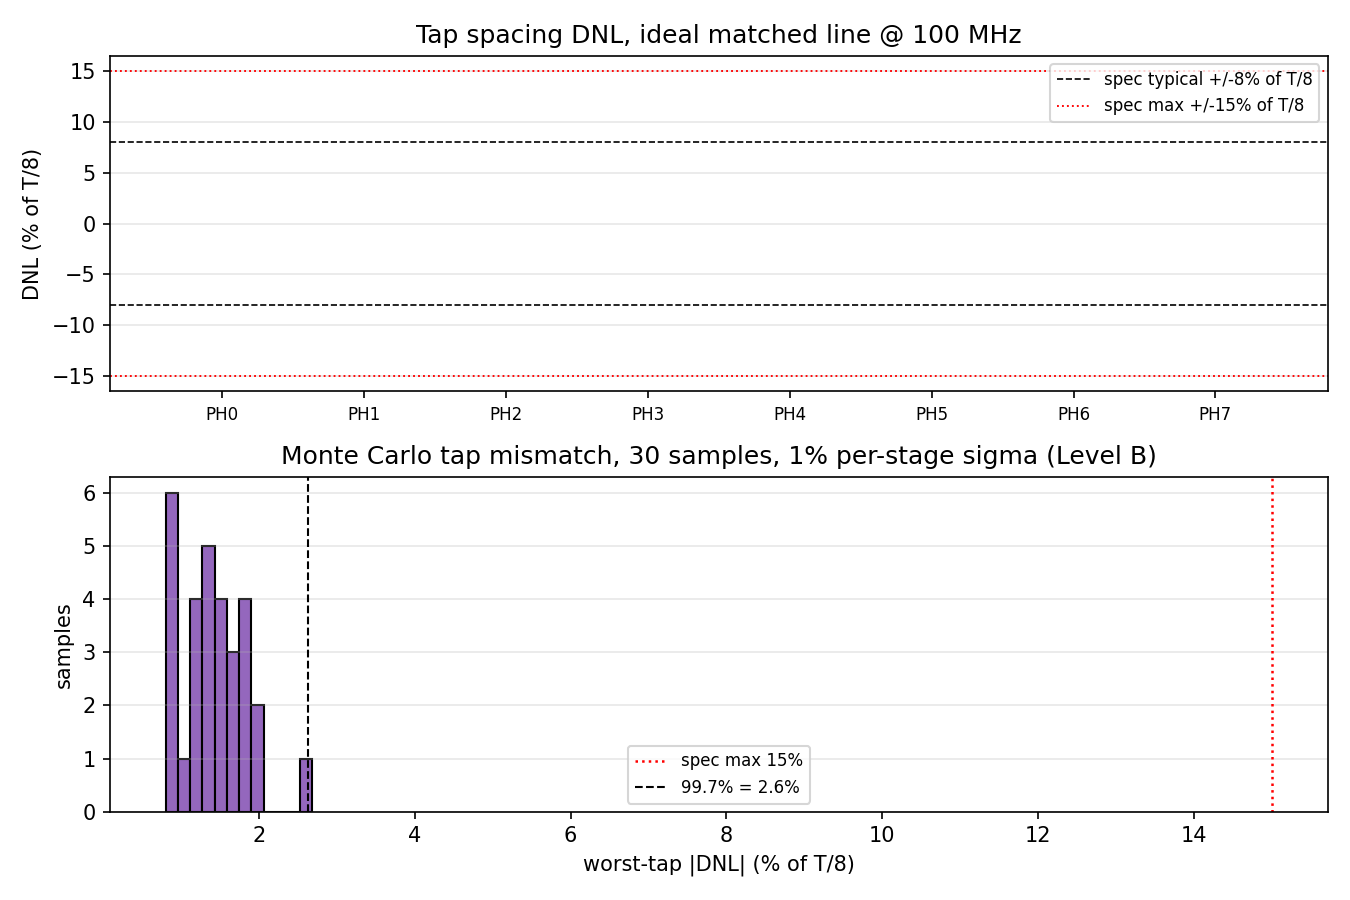 Tap spacing DNL, ideal matched line @ 100 MHz
DNL (% of T/8)
15
10
5
0
−5
−10
−15
spec typical +/-8% of T/8
spec max +/-15% of T/8
PH0 PH1 PH2 PH3 PH4 PH5 PH6 PH7
Monte Carlo tap mismatch, 30 samples, 1% per-stage sigma (Level B)
samples
6
5
4
3
2
1
0
spec max 15%
99.7% = 2.6%
2 4 6 8 10 12 14
worst-tap |DNL| (% of T/8)